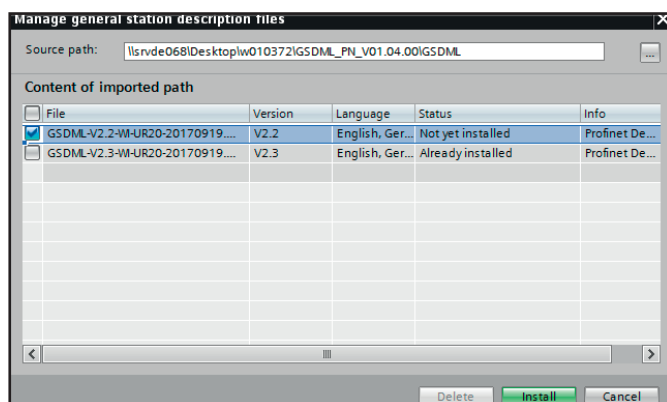 Manage general station description files X
Source path: \\srvde068\Desktop\w010372\GSDML_PN_V01.04.00\GSDML ...
Content of imported path
File Version Language Status Info
GSDML-V2.2-WI-UR20-20170919.... V2.2 English, Ger... Not yet installed Profinet De...
GSDML-V2.3-WI-UR20-20170919.... V2.3 English, Ger... Already installed Profinet De...
Delete Install Cancel